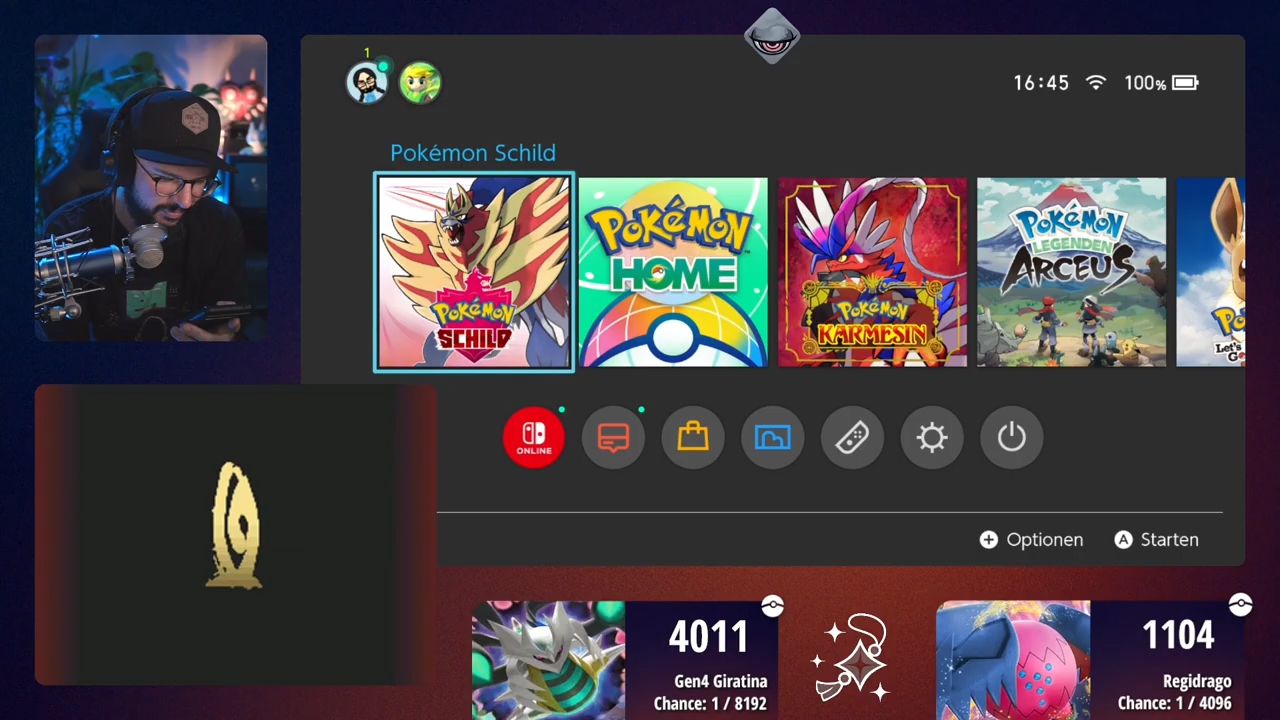 1
16:45
100%
Pokémon Schild
POKéMON
SCHILD
POKéMON
HOME
POKéMON
KARMESIN
POKéMON
LEGENDEN
ARCEUS
Let's
ONLINE
Optionen
A Starten
4011
Gen4 Giratina
Chance: 1 / 8192
1104
Regidrago
Chance: 1 / 4096